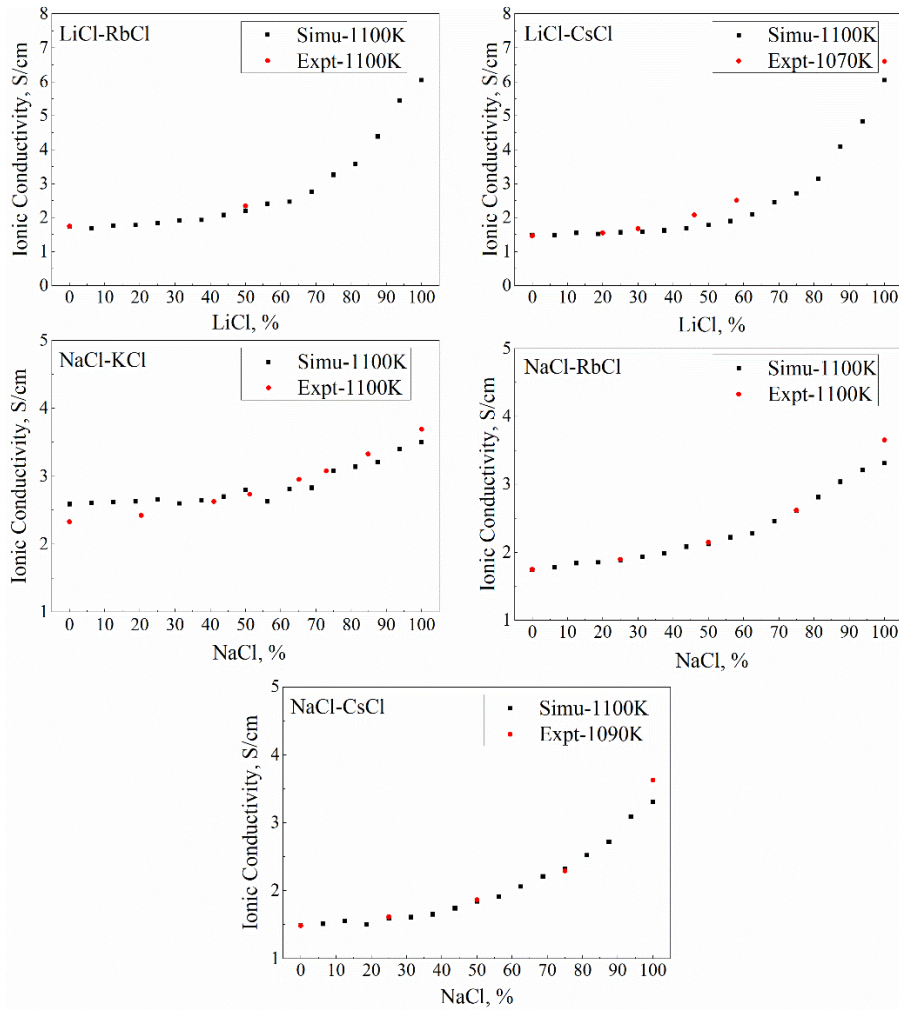 LiCl-RbCl
Simu-1100K
Expt-1100K
Ionic Conductivity, S/cm
8
7
6
5
4
3
2
1
0
0 10 20 30 40 50 60 70 80 90 100
LiCl, %
LiCl-CsCl
Simu-1100K
Expt-1070K
Ionic Conductivity, S/cm
8
7
6
5
4
3
2
1
0
0 10 20 30 40 50 60 70 80 90 100
LiCl, %
NaCl-KCl
Simu-1100K
Expt-1100K
Ionic Conductivity, S/cm
5
4
3
2
1
0 10 20 30 40 50 60 70 80 90 100
NaCl, %
NaCl-RbCl
Simu-1100K
Expt-1100K
Ionic Conductivity, S/cm
5
4
3
2
1
0 10 20 30 40 50 60 70 80 90 100
NaCl, %
NaCl-CsCl
Simu-1100K
Expt-1090K
Ionic Conductivity, S/cm
5
4
3
2
1
0 10 20 30 40 50 60 70 80 90 100
NaCl, %